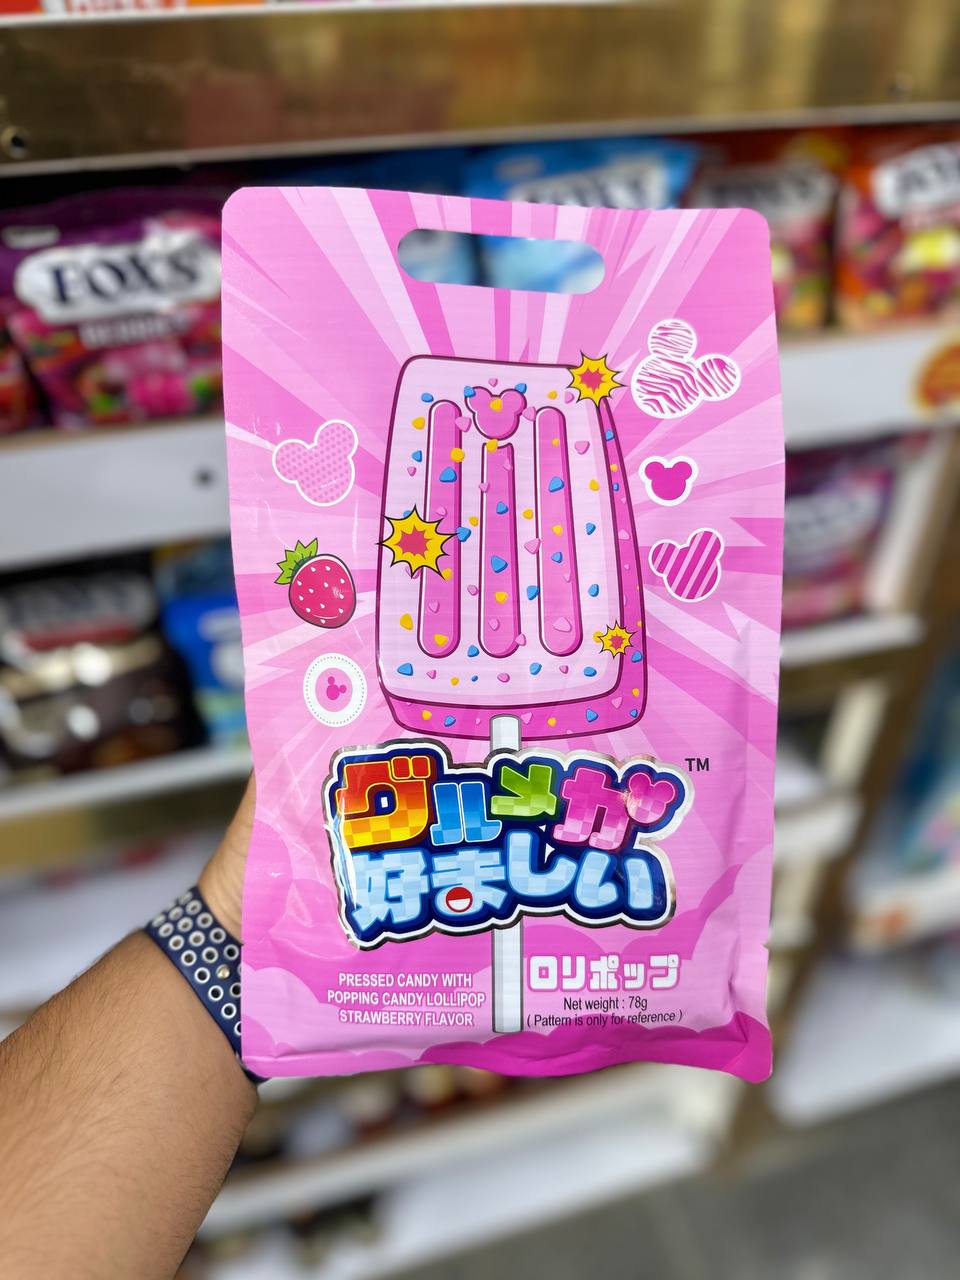 FOX'S
BERRY
FOX'S
グルメが
TM
好ましい
PRESSED CANDY WITH
POPPING CANDY LOLLIPOP
STRAWBERRY FLAVOR
ロリポップ
Net weight : 78g
( Pattern is only for reference )